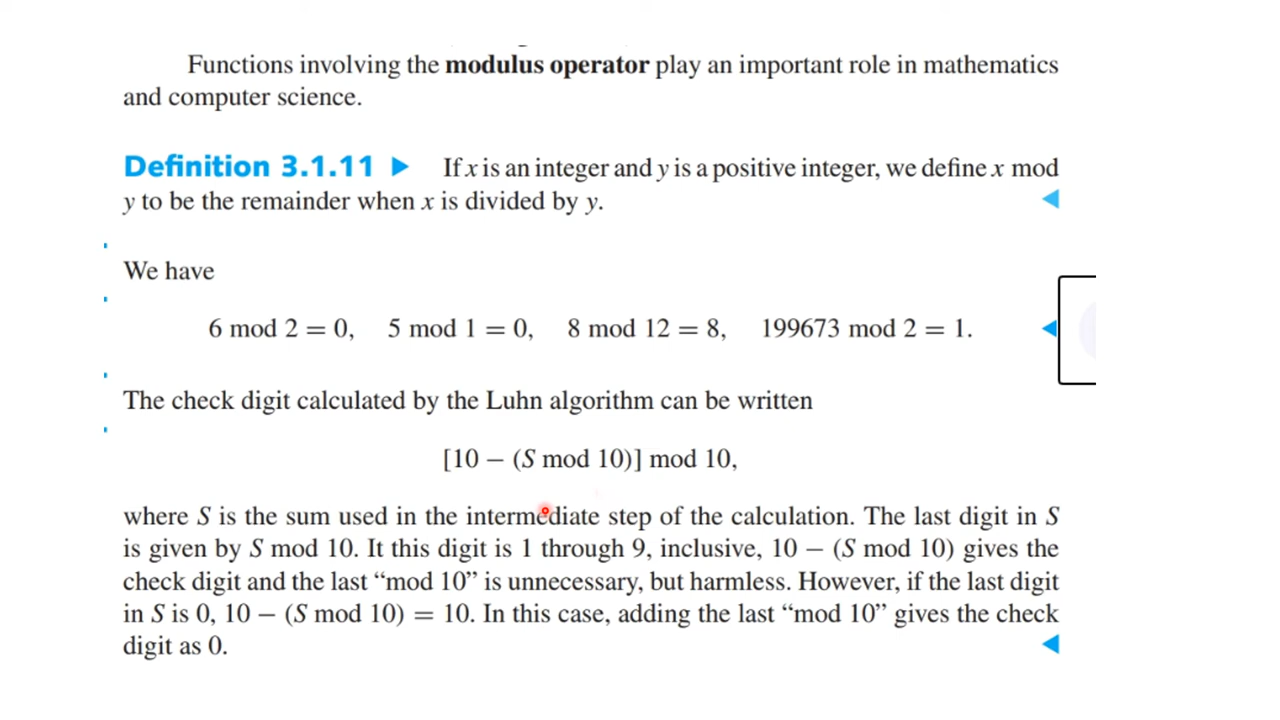 Functions involving the modulus operator play an important role in mathematics
and computer science.
Definition 3.1.11 ▶ If x is an integer and y is a positive integer, we define x mod
y to be the remainder when x is divided by y. ◀
We have
6 mod 2 = 0, 5 mod 1 = 0, 8 mod 12 = 8, 199673 mod 2 = 1. ◀
The check digit calculated by the Luhn algorithm can be written
[10 − (S mod 10)] mod 10,
where S is the sum used in the intermediate step of the calculation. The last digit in S
is given by S mod 10. It this digit is 1 through 9, inclusive, 10 − (S mod 10) gives the
check digit and the last “mod 10” is unnecessary, but harmless. However, if the last digit
in S is 0, 10 − (S mod 10) = 10. In this case, adding the last “mod 10” gives the check
digit as 0. ◀